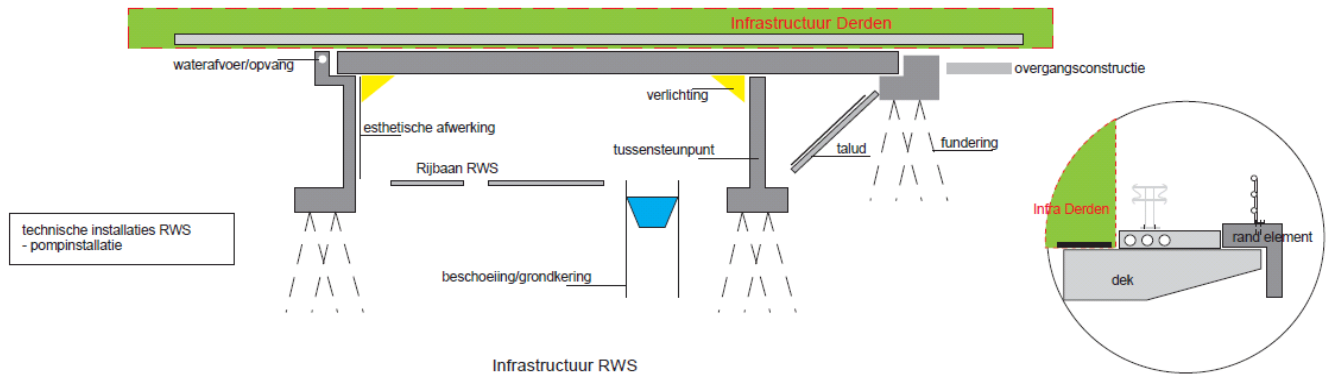 Infrastructuur Derden
waterafvoer/opvang
overgangsconstructie
verlichting
esthetische afwerking
tussensteunpunt
talud
fundering
Rijbaan RWS
Infra Derden
technische installaties RWS
- pompinstallatie
rand element
beschoeiing/grondkering
dek
Infrastructuur RWS